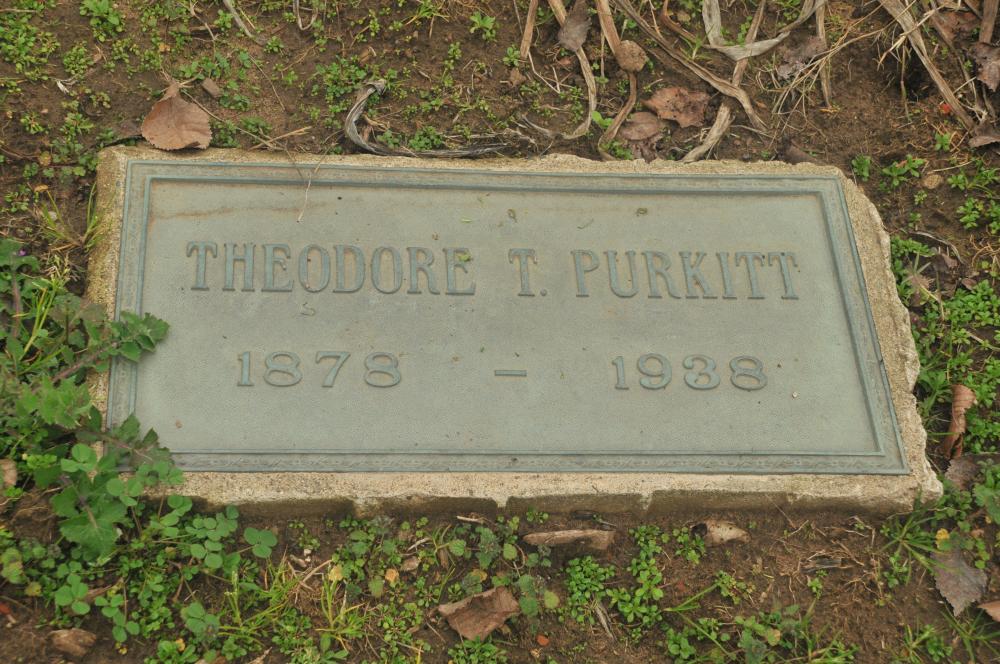 THEODORE T. PURKITT
1878 – 1938